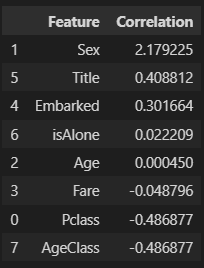 Feature Correlation
1 Sex 2.179225
5 Title 0.408812
4 Embarked 0.301664
6 isAlone 0.022209
2 Age 0.000450
3 Fare -0.048796
0 Pclass -0.486877
7 AgeClass -0.486877